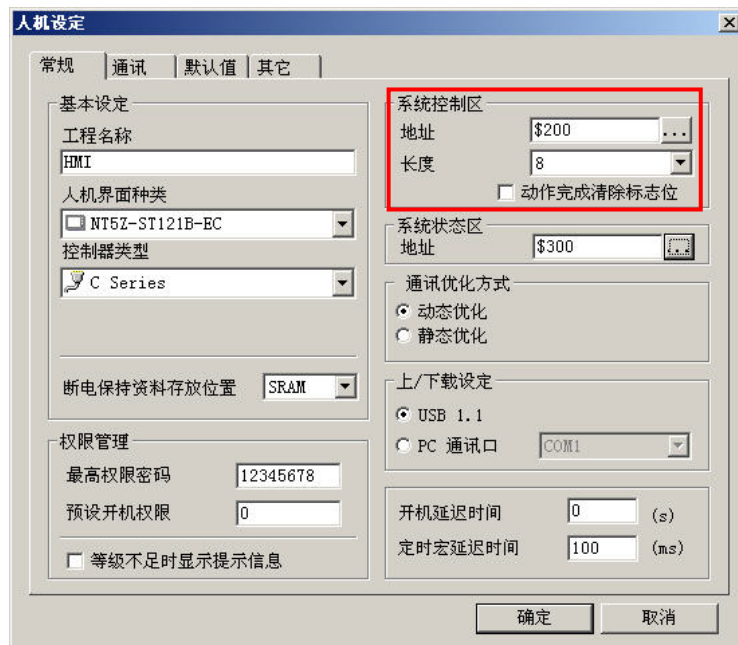 人机设定
常规 通讯 默认值 其它
基本设定
工程名称
HMI
人机界面种类
NT5Z-ST121B-EC
控制器类型
C Series
断电保持资料存放位置 SRAM
权限管理
最高权限密码 12345678
预设开机权限 0
等级不足时显示提示信息
系统控制区
地址 $200 ...
长度 8
动作完成清除标志位
系统状态区
地址 $300 ...
通讯优化方式
动态优化
静态优化
上/下载设定
USB 1.1
PC 通讯口 COM1
开机延迟时间 0 (s)
定时宏延迟时间 100 (ms)
确定 取消